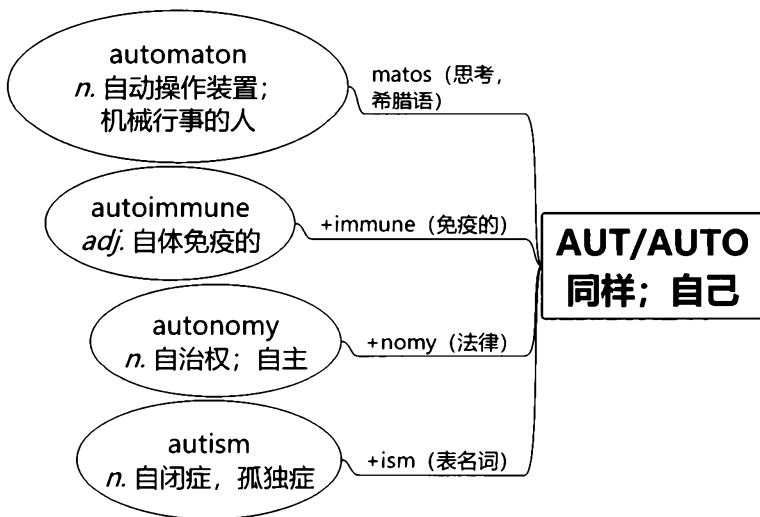 automaton
n. 自动操作装置；
机械行事的人
matos（思考，
希腊语）
autoimmune
adj. 自体免疫的
+immune（免疫的）
AUT/AUTO
同样；自己
autonomy
n. 自治权；自主
+nomy（法律）
autism
n. 自闭症，孤独症
+ism（表名词）